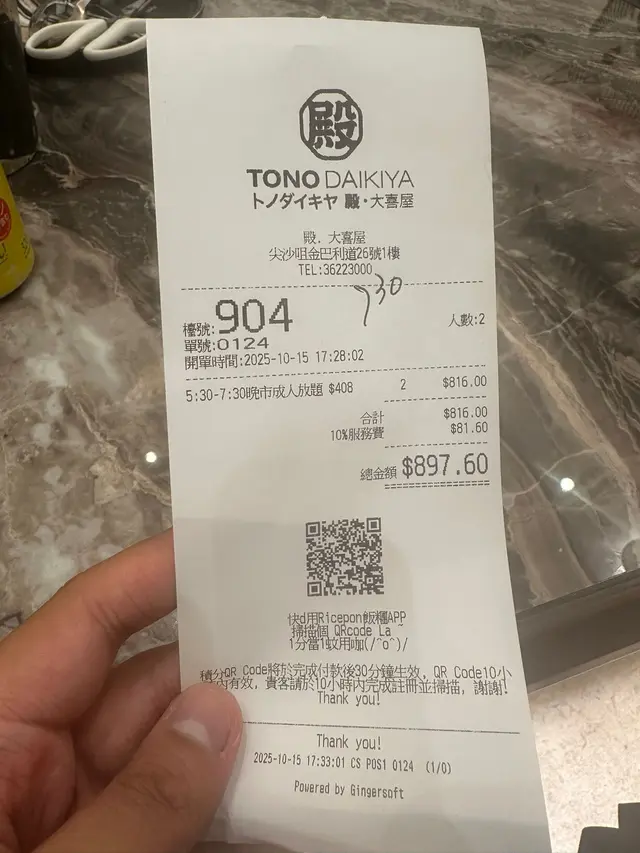 殿
TONO DAIKIYA
トノダイキヤ 殿・大喜屋
殿．大喜屋
尖沙咀金巴利道26號1樓
TEL:36223000
730
檯號:904
人數:2
單號:0124
開單時間:2025-10-15 17:28:02
5:30-7:30晚市成人放題 $408 2 $816.00
合計 $816.00
10%服務費 $81.60
總金額 $897.60
快d用Ricepon飯糰APP
掃描個 QRcode La ~
1分當1蚊用咖(/^o^)/
積分QR Code將於完成付款後30分鐘生效, QR Code10小
內有效, 貴客請於10小時內完成註冊並掃描, 謝謝!
Thank you!
Thank you!
2025-10-15 17:33:01 CS POS1 0124 (1/0)
Powered by Gingersoft